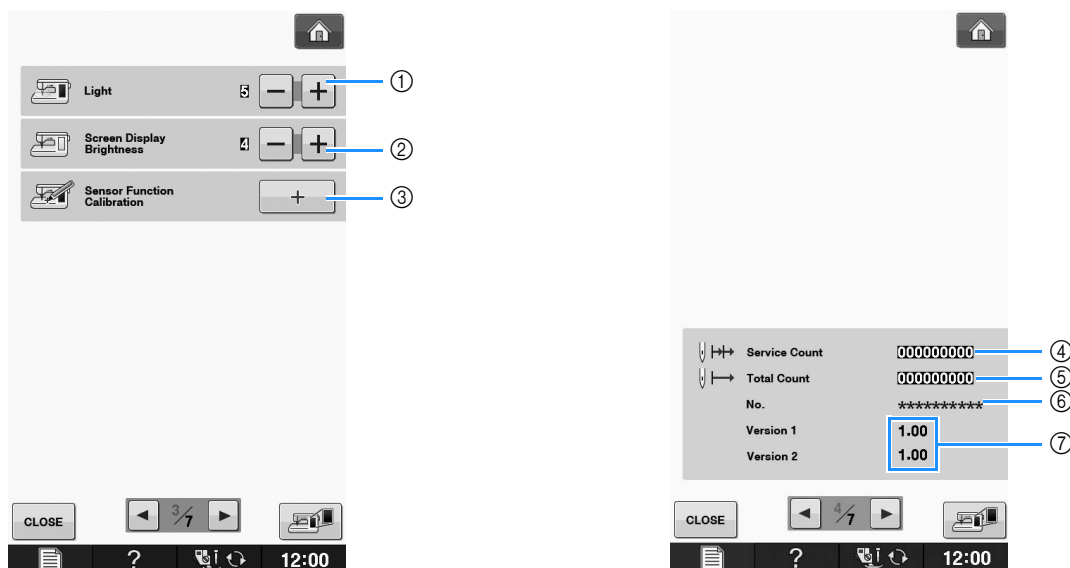 Light 5 − + ①
Screen Display
Brightness 4 − + ②
Sensor Function
Calibration + ③
CLOSE 3/7
? 12:00
Service Count 000000000 ④
Total Count 000000000 ⑤
No. ********** ⑥
Version 1 1.00
⑦
Version 2 1.00
CLOSE 4/7
? 12:00